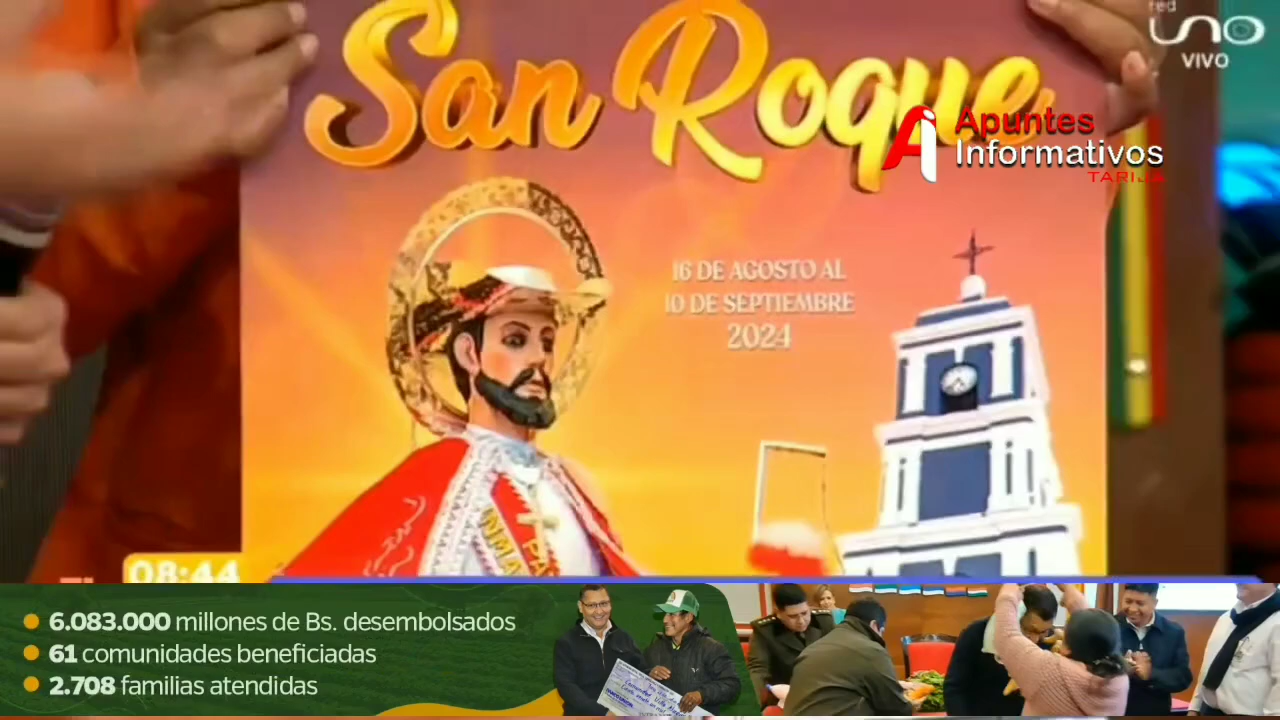 red
UNO
VIVO
San Roque
Apuntes
Informativos
TARIJA
16 DE AGOSTO AL
10 DE SEPTIEMBRE
2024
08:44
6.083.000 millones de Bs. desembolsados
61 comunidades beneficiadas
2.708 familias atendidas